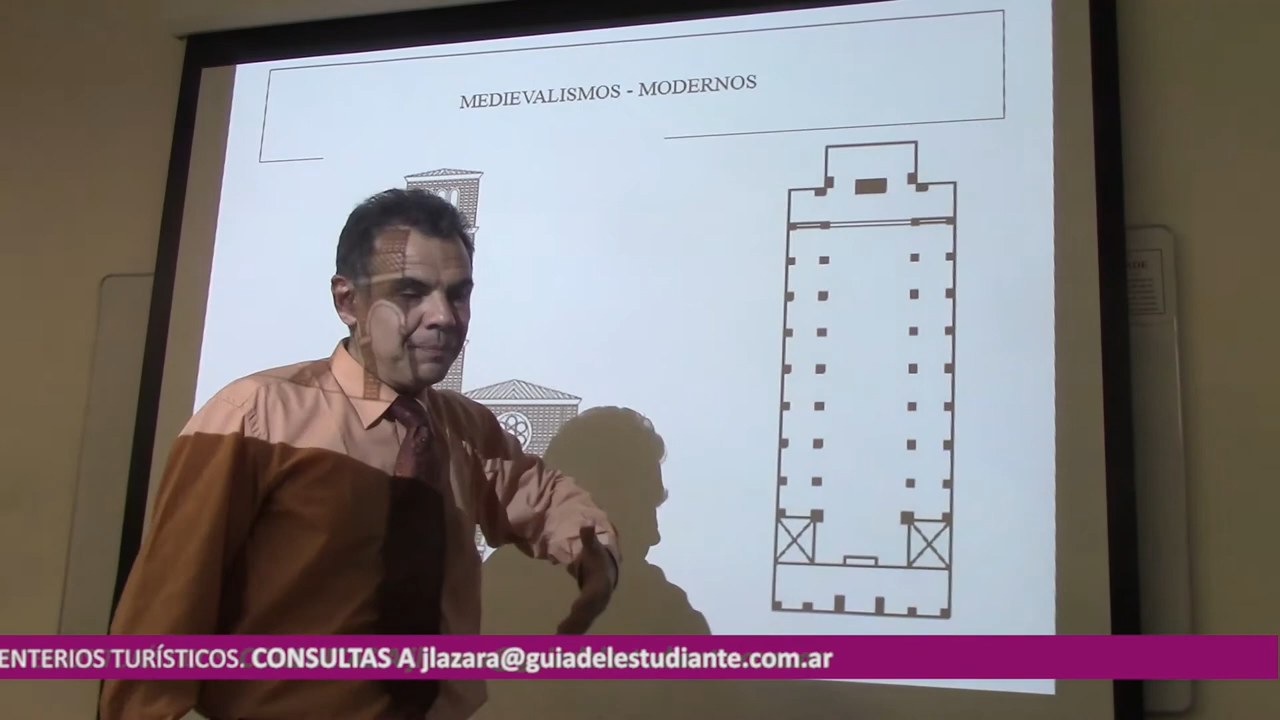 MEDIEVALISMOS - MODERNOS
ENTERIOS TURÍSTICOS. CONSULTAS A jlazara@guiadelestudiante.com.ar